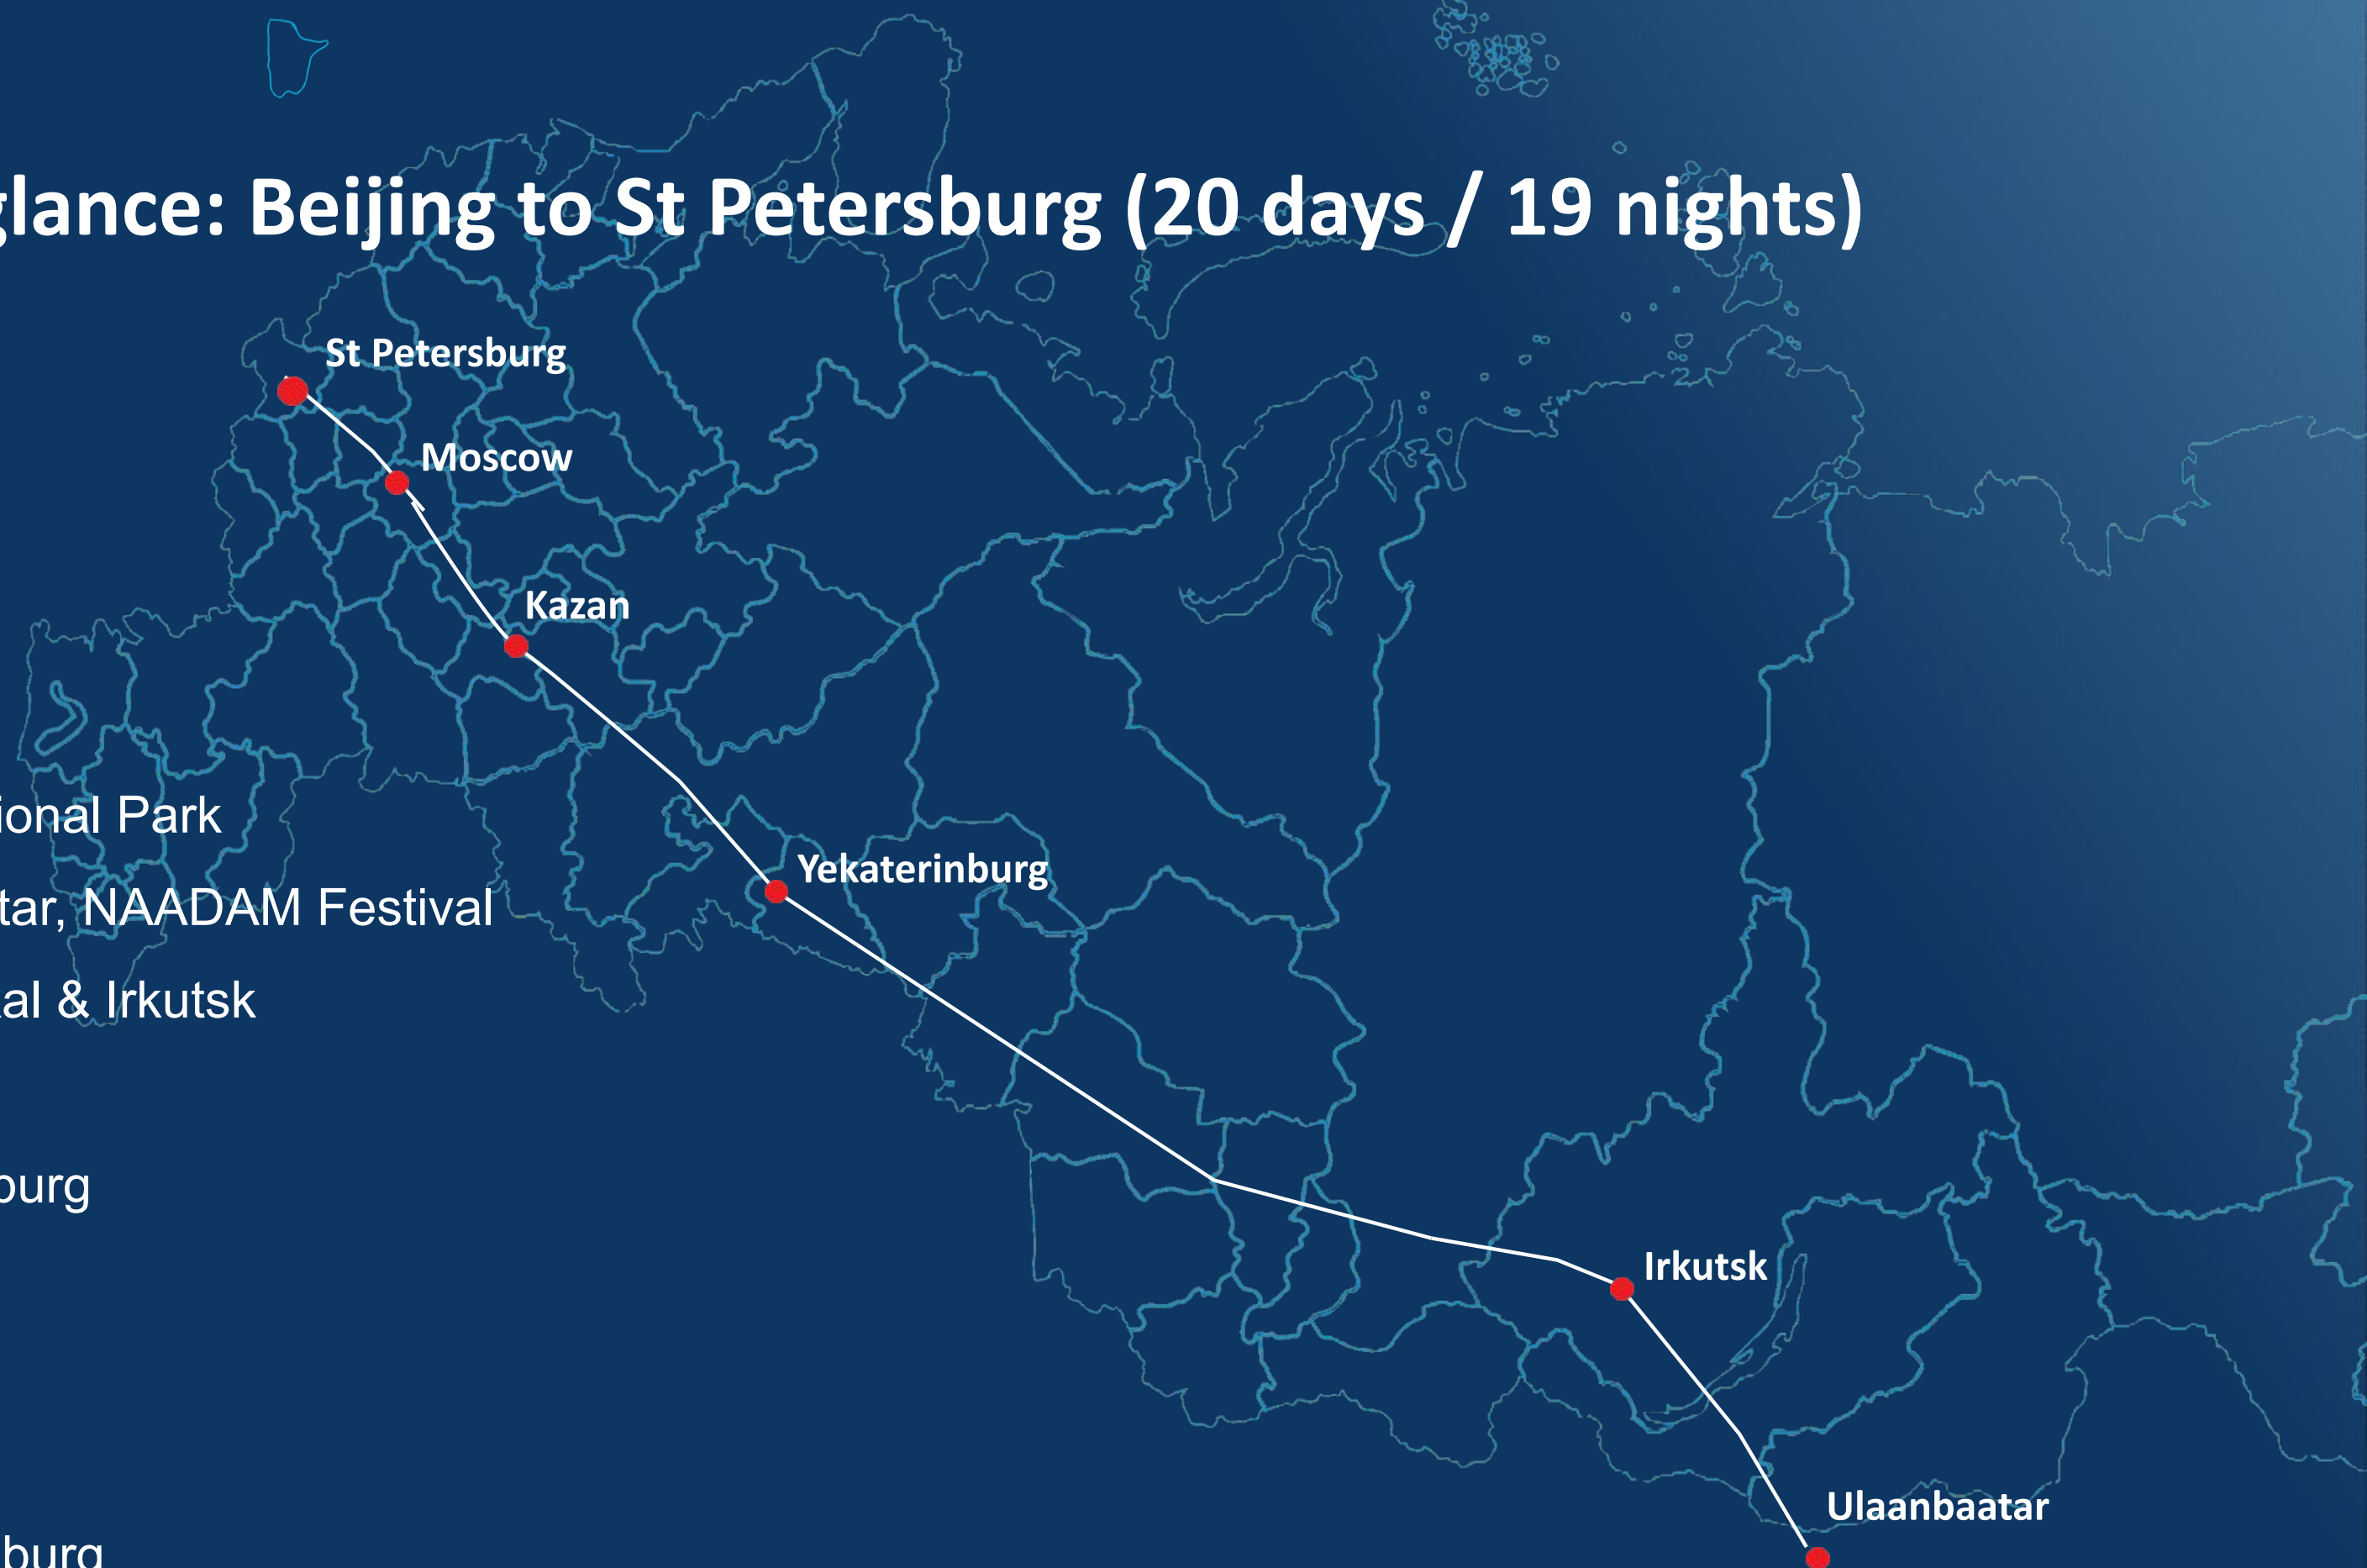 glance: Beijing to St Petersburg (20 days / 19 nights)
St Petersburg
Moscow
Kazan
ional Park
Yekaterinburg
tar, NAADAM Festival
al & Irkutsk
burg
Irkutsk
Ulaanbaatar
burg